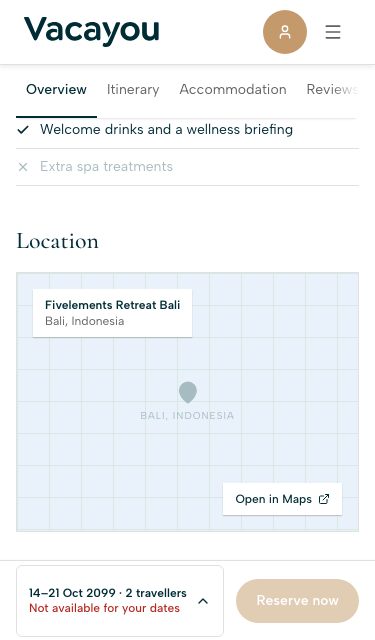 Vacayou
Overview Itinerary Accommodation Reviews
Welcome drinks and a wellness briefing
Extra spa treatments
Location
Fivelements Retreat Bali
Bali, Indonesia
BALI, INDONESIA
Open in Maps
14–21 Oct 2099 · 2 travellers
Not available for your dates
Reserve now